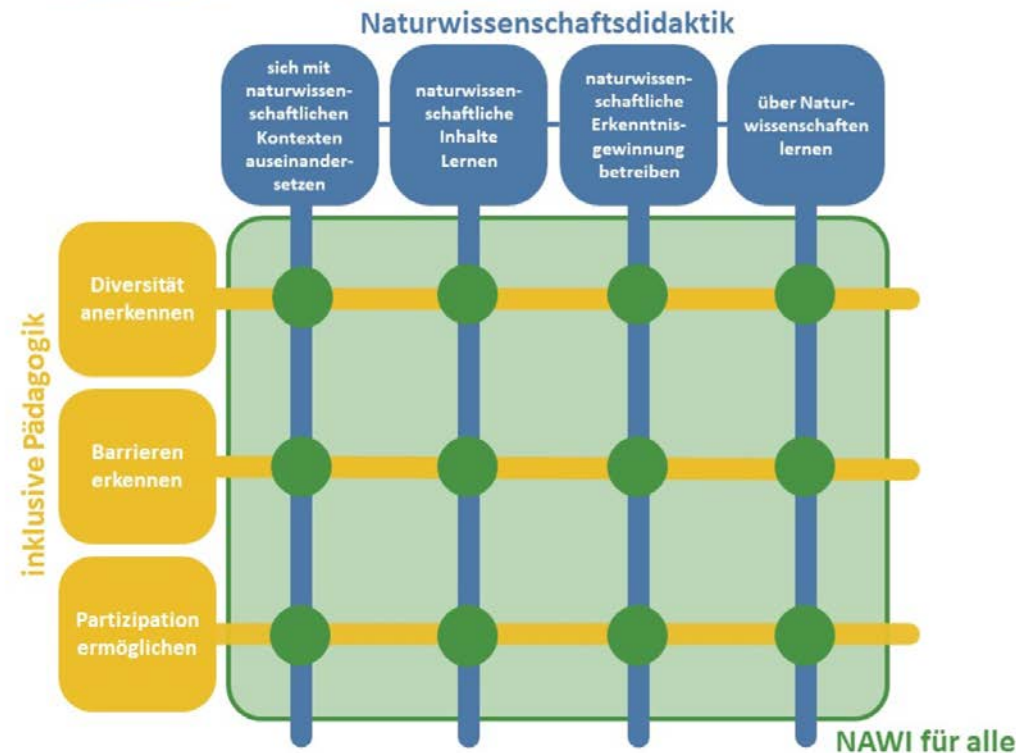 Naturwissenschaftsdidaktik
sich mit
naturwissen-
schaftlichen
Kontexten
auseinander-
setzen
naturwissen-
schaftliche
Inhalte
Lernen
naturwissen-
schaftliche
Erkenntnis-
gewinnung
betreiben
über Natur-
wissenschaften
lernen
inklusive Pädagogik
Diversität
anerkennen
Barrieren
erkennen
Partizipation
ermöglichen
NAWI für alle